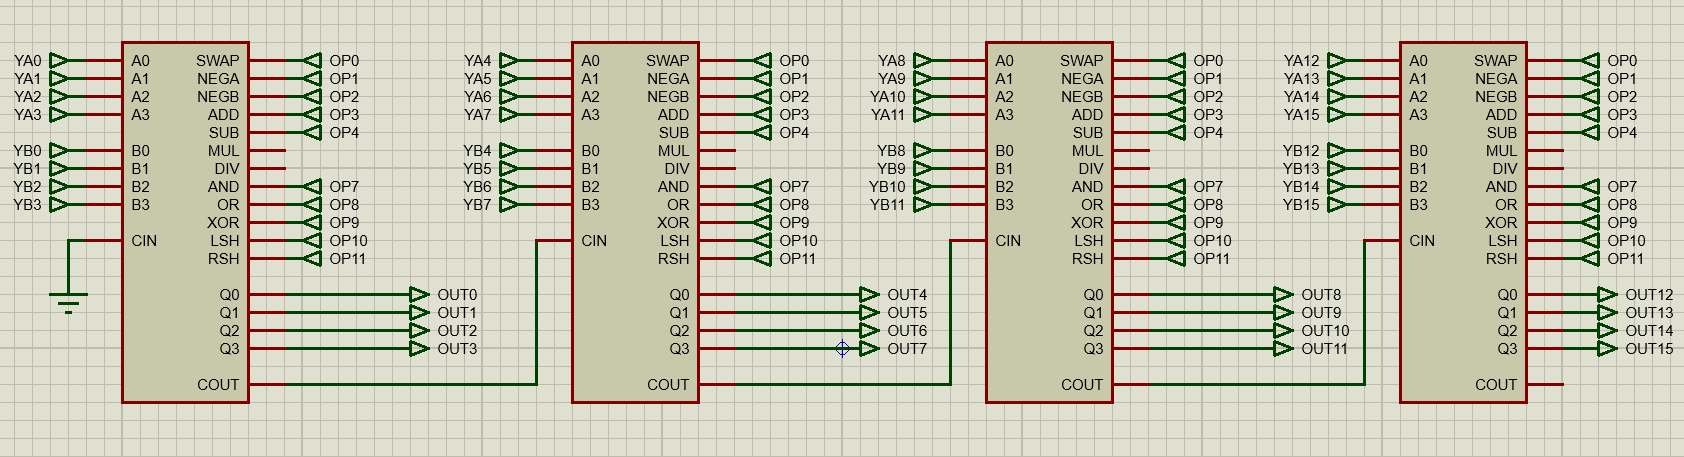 YA0 A0 SWAP OP0 YA4 A0 SWAP OP0 YA8 A0 SWAP OP0 YA12 A0 SWAP OP0
YA1 A1 NEGA OP1 YA5 A1 NEGA OP1 YA9 A1 NEGA OP1 YA13 A1 NEGA OP1
YA2 A2 NEGB OP2 YA6 A2 NEGB OP2 YA10 A2 NEGB OP2 YA14 A2 NEGB OP2
YA3 A3 ADD OP3 YA7 A3 ADD OP3 YA11 A3 ADD OP3 YA15 A3 ADD OP3
SUB OP4 SUB OP4 SUB OP4 SUB OP4
YB0 B0 MUL YB4 B0 MUL YB8 B0 MUL YB12 B0 MUL
YB1 B1 DIV YB5 B1 DIV YB9 B1 DIV YB13 B1 DIV
YB2 B2 AND OP7 YB6 B2 AND OP7 YB10 B2 AND OP7 YB14 B2 AND OP7
YB3 B3 OR OP8 YB7 B3 OR OP8 YB11 B3 OR OP8 YB15 B3 OR OP8
XOR OP9 XOR OP9 XOR OP9 XOR OP9
CIN LSH OP10 CIN LSH OP10 CIN LSH OP10 CIN LSH OP10
RSH OP11 RSH OP11 RSH OP11 RSH OP11
Q0 OUT0 Q0 OUT4 Q0 OUT8 Q0 OUT12
Q1 OUT1 Q1 OUT5 Q1 OUT9 Q1 OUT13
Q2 OUT2 Q2 OUT6 Q2 OUT10 Q2 OUT14
Q3 OUT3 Q3 OUT7 Q3 OUT11 Q3 OUT15
COUT COUT COUT COUT